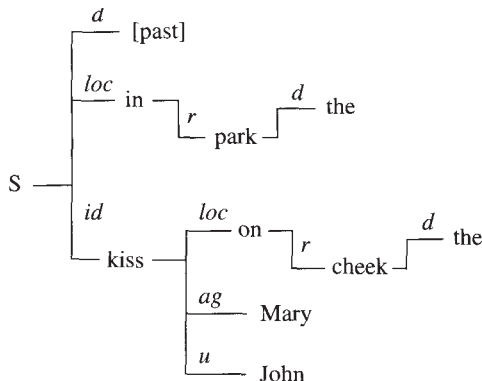 d [past]
loc in r park d the
S
id
kiss loc on r cheek d the
ag Mary
u John